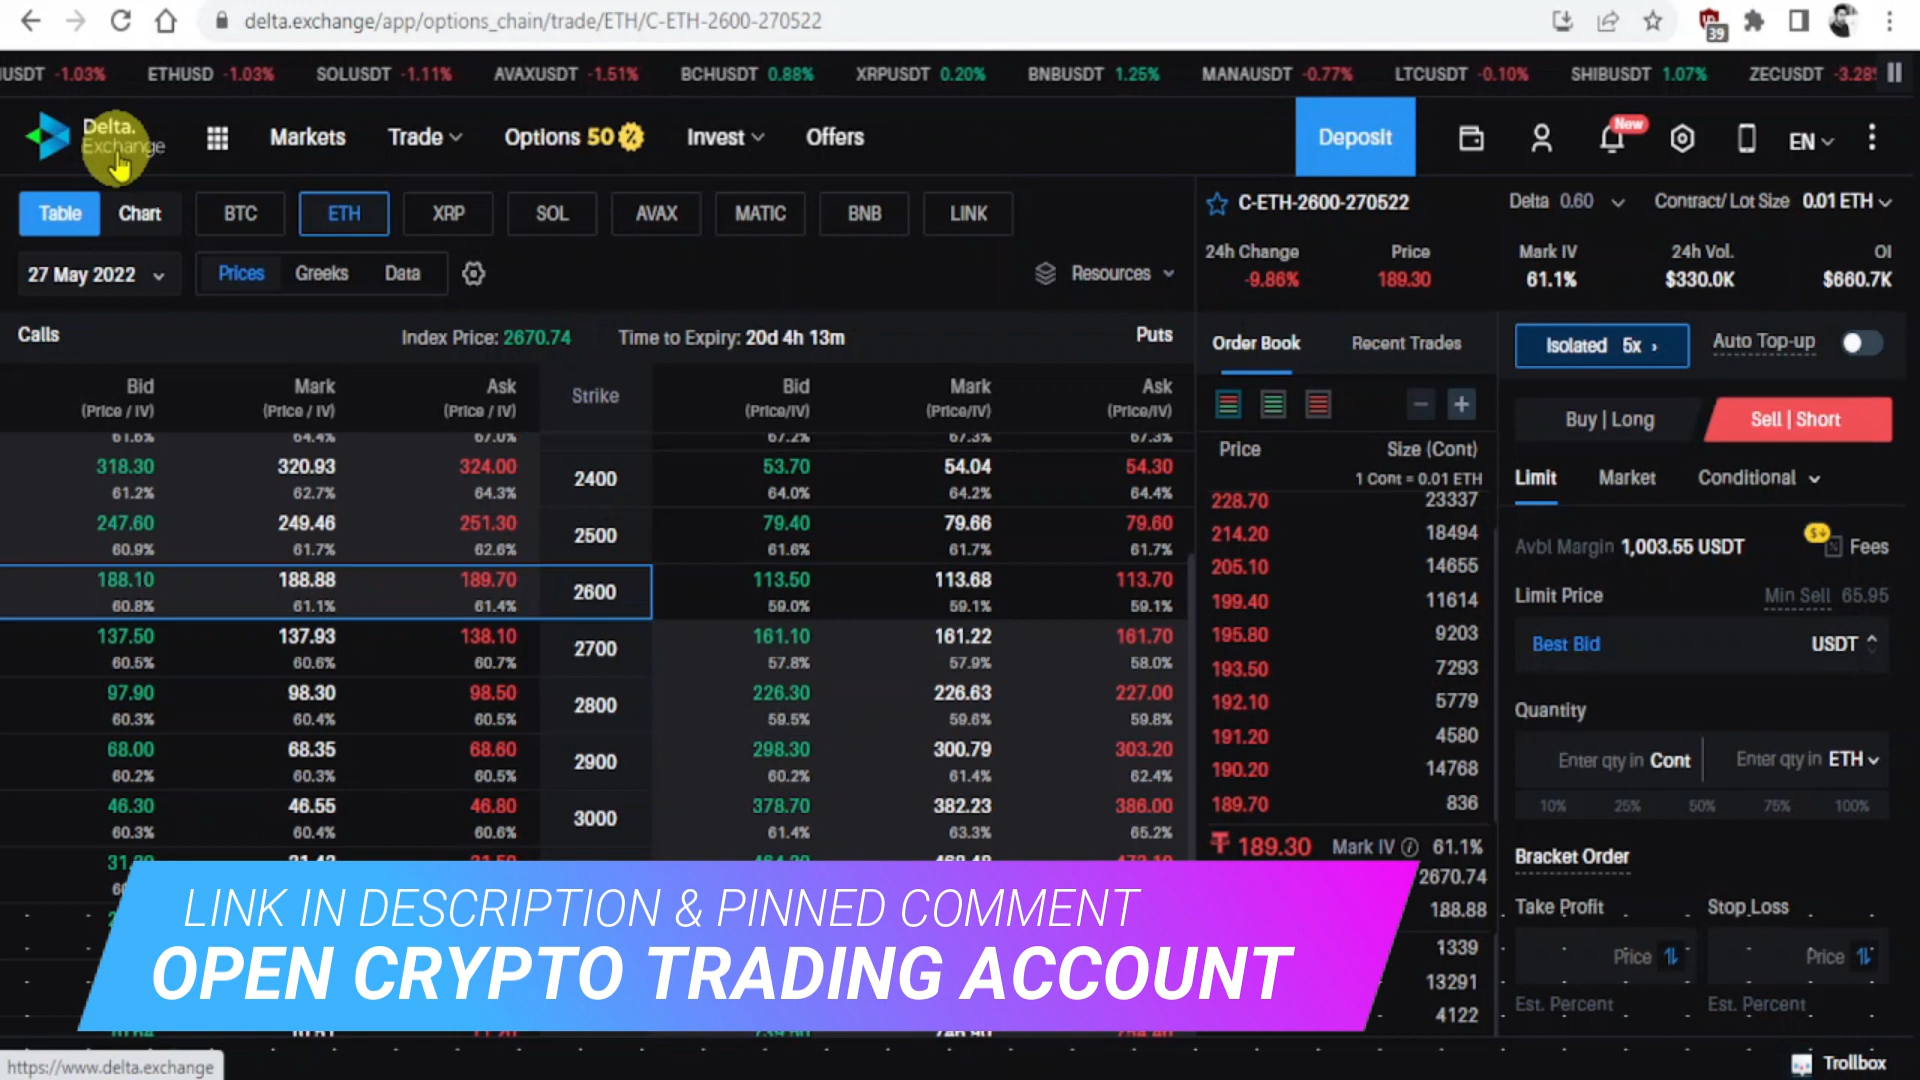 delta.exchange/app/options_chain/trade/ETH/C-ETH-2600-270522
39
USDT -1.03% ETHUSD -1.03% SOLUSDT -1.11% AVAXUSDT -1.51% BCHUSDT 0.88% XRPUSDT 0.20% BNBUSDT 1.25% MANAUSDT -0.77% LTCUSDT -0.10% SHIBUSDT 1.07% ZECUSDT -3.28
Delta.
Exchange
Markets Trade Options 50 Invest Offers Deposit New EN
Table Chart BTC ETH XRP SOL AVAX MATIC BNB LINK
27 May 2022 Prices Greeks Data Resources
C-ETH-2600-270522 Delta 0.60 Contract/ Lot Size 0.01 ETH
24h Change Price Mark IV 24h Vol. OI
-9.86% 189.30 61.1% $330.0K $660.7K
Calls Index Price: 2670.74 Time to Expiry: 20d 4h 13m Puts
Bid Mark Ask Strike Bid Mark Ask
(Price / IV) (Price / IV) (Price / IV) (Price/IV) (Price/IV) (Price/IV)
61.6% 64.4% 67.0% 67.2% 67.3% 67.3%
318.30 320.93 324.00 2400 53.70 54.04 54.30
61.2% 62.7% 64.3% 64.0% 64.2% 64.4%
247.60 249.46 251.30 2500 79.40 79.66 79.60
60.9% 61.7% 62.6% 61.6% 61.7% 61.7%
188.10 188.88 189.70 2600 113.50 113.68 113.70
60.8% 61.1% 61.4% 59.0% 59.1% 59.1%
137.50 137.93 138.10 2700 161.10 161.22 161.70
60.5% 60.6% 60.7% 57.8% 57.9% 58.0%
97.90 98.30 98.50 2800 226.30 226.63 227.00
60.3% 60.4% 60.5% 59.5% 59.6% 59.8%
68.00 68.35 68.60 2900 298.30 300.79 303.20
60.2% 60.3% 60.5% 60.2% 61.4% 62.4%
46.30 46.55 46.80 3000 378.70 382.23 386.00
60.3% 60.4% 60.6% 61.4% 63.3% 65.2%
Order Book Recent Trades
Price Size (Cont)
1 Cont = 0.01 ETH
228.70 23337
214.20 18494
205.10 14655
199.40 11614
195.80 9203
193.50 7293
192.10 5779
191.20 4580
190.20 14768
189.70 836
189.30 Mark IV 61.1%
2670.74
188.88
1339
13291
4122
Isolated 5x Auto Top-up
Buy | Long Sell | Short
Limit Market Conditional
Avbl Margin 1,003.55 USDT Fees
Limit Price Min Sell 65.95
Best Bid USDT
Quantity
Enter qty in Cont Enter qty in ETH
10% 25% 50% 75% 100%
Bracket Order
Take Profit Stop Loss
Price Price
Est. Percent Est. Percent
LINK IN DESCRIPTION & PINNED COMMENT
OPEN CRYPTO TRADING ACCOUNT
https://www.delta.exchange
Trollbox